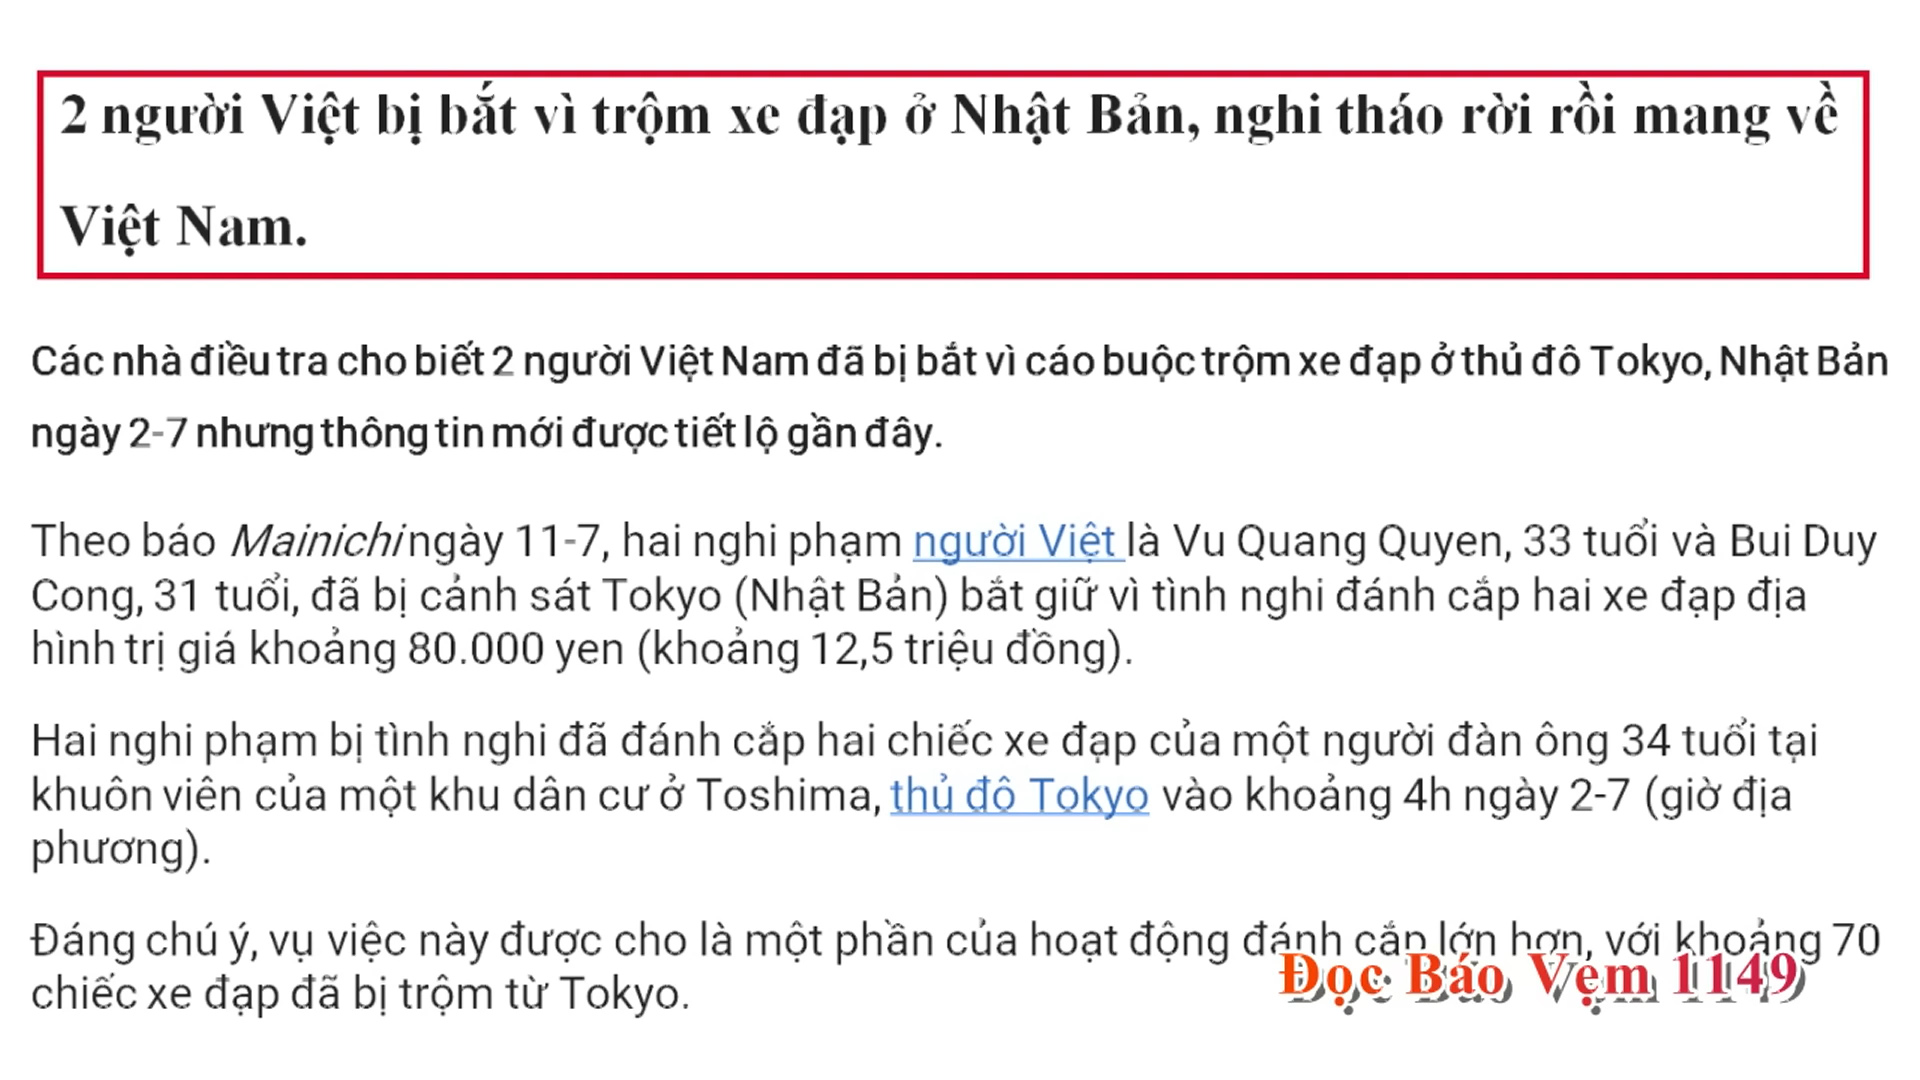 2 người Việt bị bắt vì trộm xe đạp ở Nhật Bản, nghi tháo rời rồi mang về
Việt Nam.
Các nhà điều tra cho biết 2 người Việt Nam đã bị bắt vì cáo buộc trộm xe đạp ở thủ đô Tokyo, Nhật Bản
ngày 2-7 nhưng thông tin mới được tiết lộ gần đây.
Theo báo Mainichi ngày 11-7, hai nghi phạm người Việt là Vu Quang Quyen, 33 tuổi và Bui Duy
Cong, 31 tuổi, đã bị cảnh sát Tokyo (Nhật Bản) bắt giữ vì tình nghi đánh cắp hai xe đạp địa
hình trị giá khoảng 80.000 yen (khoảng 12,5 triệu đồng).
Hai nghi phạm bị tình nghi đã đánh cắp hai chiếc xe đạp của một người đàn ông 34 tuổi tại
khuôn viên của một khu dân cư ở Toshima, thủ đô Tokyo vào khoảng 4h ngày 2-7 (giờ địa
phương).
Đáng chú ý, vụ việc này được cho là một phần của hoạt động đánh cắp lớn hơn, với khoảng 70
chiếc xe đạp đã bị trộm từ Tokyo.
Đọc Báo Vẹm 1149